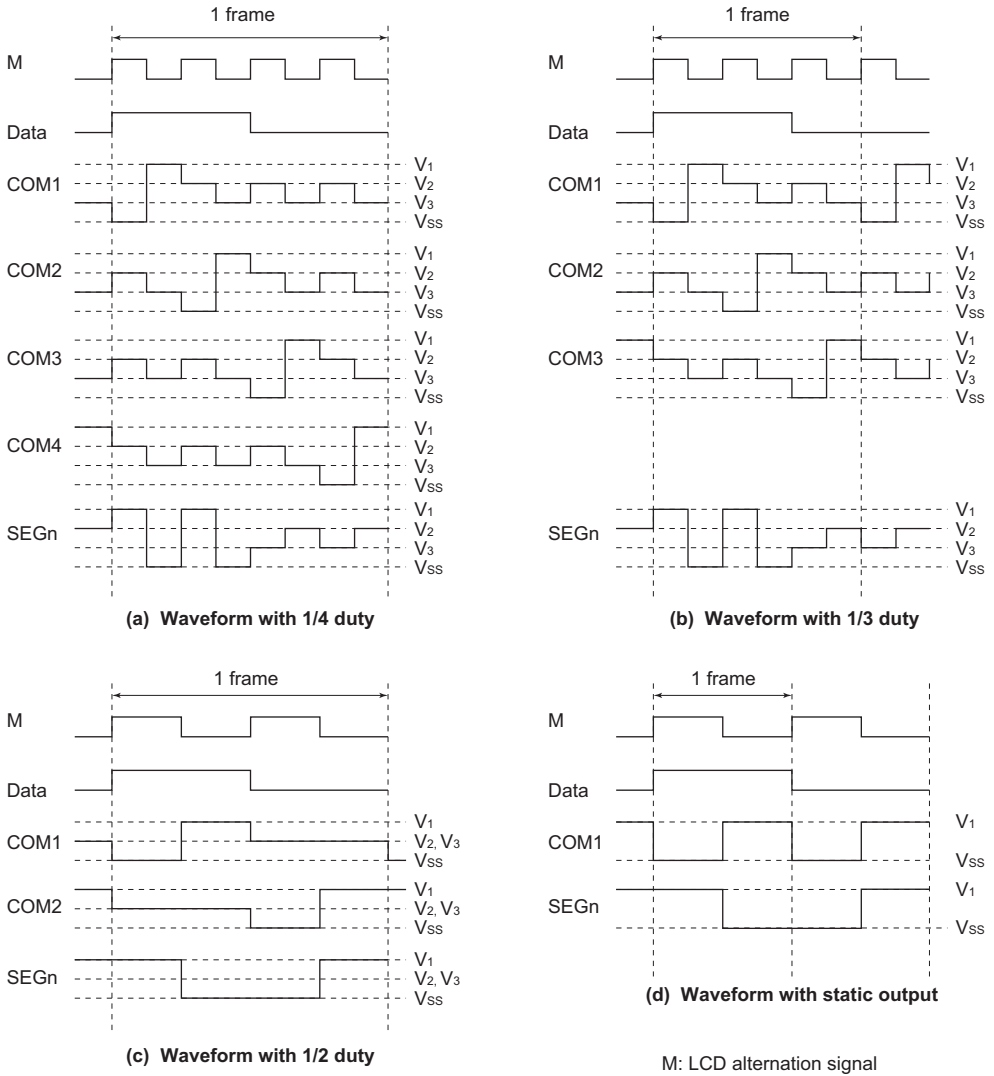 1 frame
M
Data
COM1
V1
V2
V3
VSS
COM2
V1
V2
V3
VSS
COM3
V1
V2
V3
VSS
COM4
V1
V2
V3
VSS
SEGn
V1
V2
V3
VSS
(a) Waveform with 1/4 duty
1 frame
M
Data
COM1
V1
V2
V3
VSS
COM2
V1
V2
V3
VSS
COM3
V1
V2
V3
VSS
SEGn
V1
V2
V3
VSS
(b) Waveform with 1/3 duty
1 frame
M
Data
COM1
V1
V2, V3
VSS
COM2
V1
V2, V3
VSS
SEGn
V1
V2, V3
VSS
(c) Waveform with 1/2 duty
1 frame
M
Data
COM1
V1
VSS
SEGn
V1
VSS
(d) Waveform with static output
M: LCD alternation signal